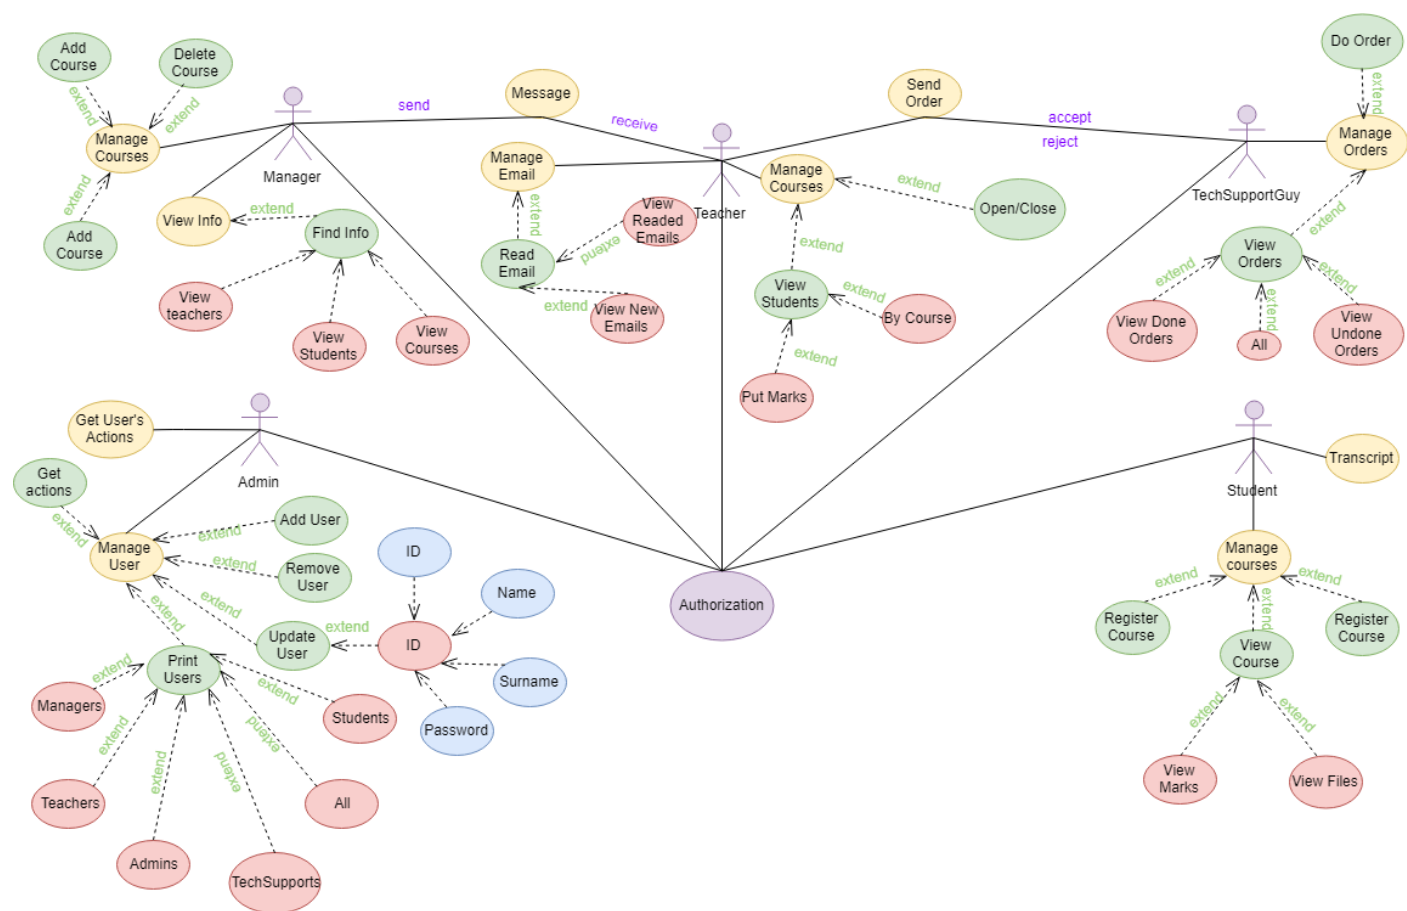 Add
Course
Delete
Course
extend
extend
Manage
Courses
extend
Add
Course
Manager
send
Message
receive
View Info
extend
Find Info
View
teachers
View
Students
View
Courses
Manage
Email
extend
Read
Email
View
Readed
Emails
extend
extend
View New
Emails
Teacher
Send
Order
accept
reject
Manage
Courses
extend
Open/Close
extend
View
Students
extend
By Course
extend
Put Marks
TechSupportGuy
Do Order
extend
Manage
Orders
extend
View
Orders
extend
extend
extend
View Done
Orders
All
View
Undone
Orders
Get User's
Actions
Admin
Get
actions
extend
Manage
User
extend
Add User
extend
Remove
User
extend
Update
User
extend
ID
ID
Name
Surname
Password
extend
Print
Users
extend
Managers
extend
Teachers
extend
Admins
extend
TechSupports
extend
All
extend
Students
Authorization
Student
Transcript
Manage
courses
extend
Register
Course
extend
Register
Course
extend
View
Course
extend
View
Marks
extend
View Files